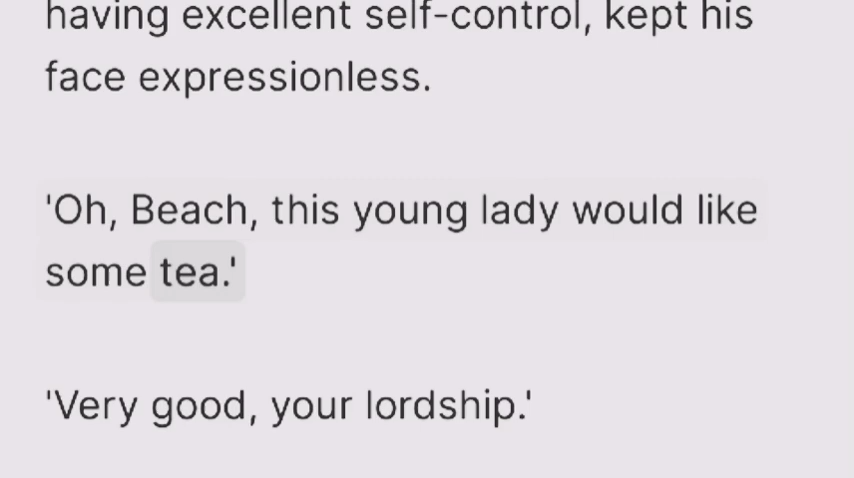 having excellent self-control, kept his
face expressionless.
'Oh, Beach, this young lady would like
some tea.'
'Very good, your lordship.'